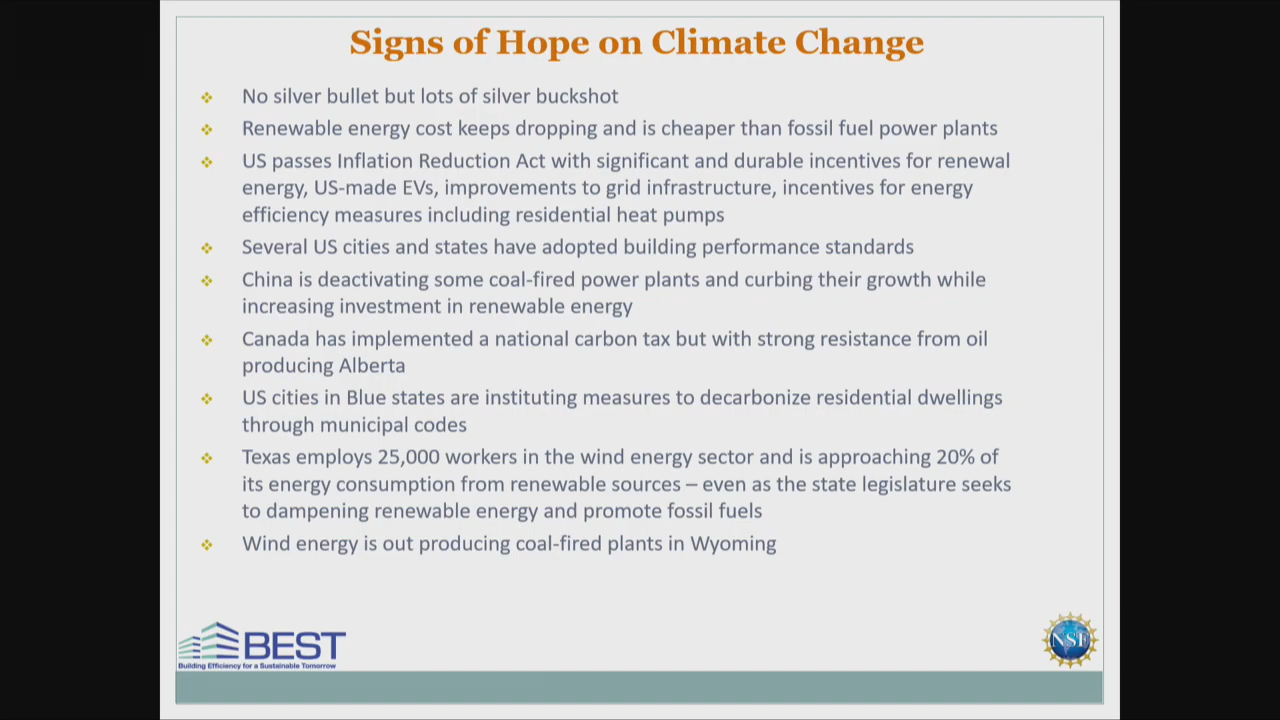 Signs of Hope on Climate Change
No silver bullet but lots of silver buckshot
Renewable energy cost keeps dropping and is cheaper than fossil fuel power plants
US passes Inflation Reduction Act with significant and durable incentives for renewal
energy, US-made EVs, improvements to grid infrastructure, incentives for energy
efficiency measures including residential heat pumps
Several US cities and states have adopted building performance standards
China is deactivating some coal-fired power plants and curbing their growth while
increasing investment in renewable energy
Canada has implemented a national carbon tax but with strong resistance from oil
producing Alberta
US cities in Blue states are instituting measures to decarbonize residential dwellings
through municipal codes
Texas employs 25,000 workers in the wind energy sector and is approaching 20% of
its energy consumption from renewable sources – even as the state legislature seeks
to dampening renewable energy and promote fossil fuels
Wind energy is out producing coal-fired plants in Wyoming
BEST
Building Efficiency for a Sustainable Tomorrow
NSF